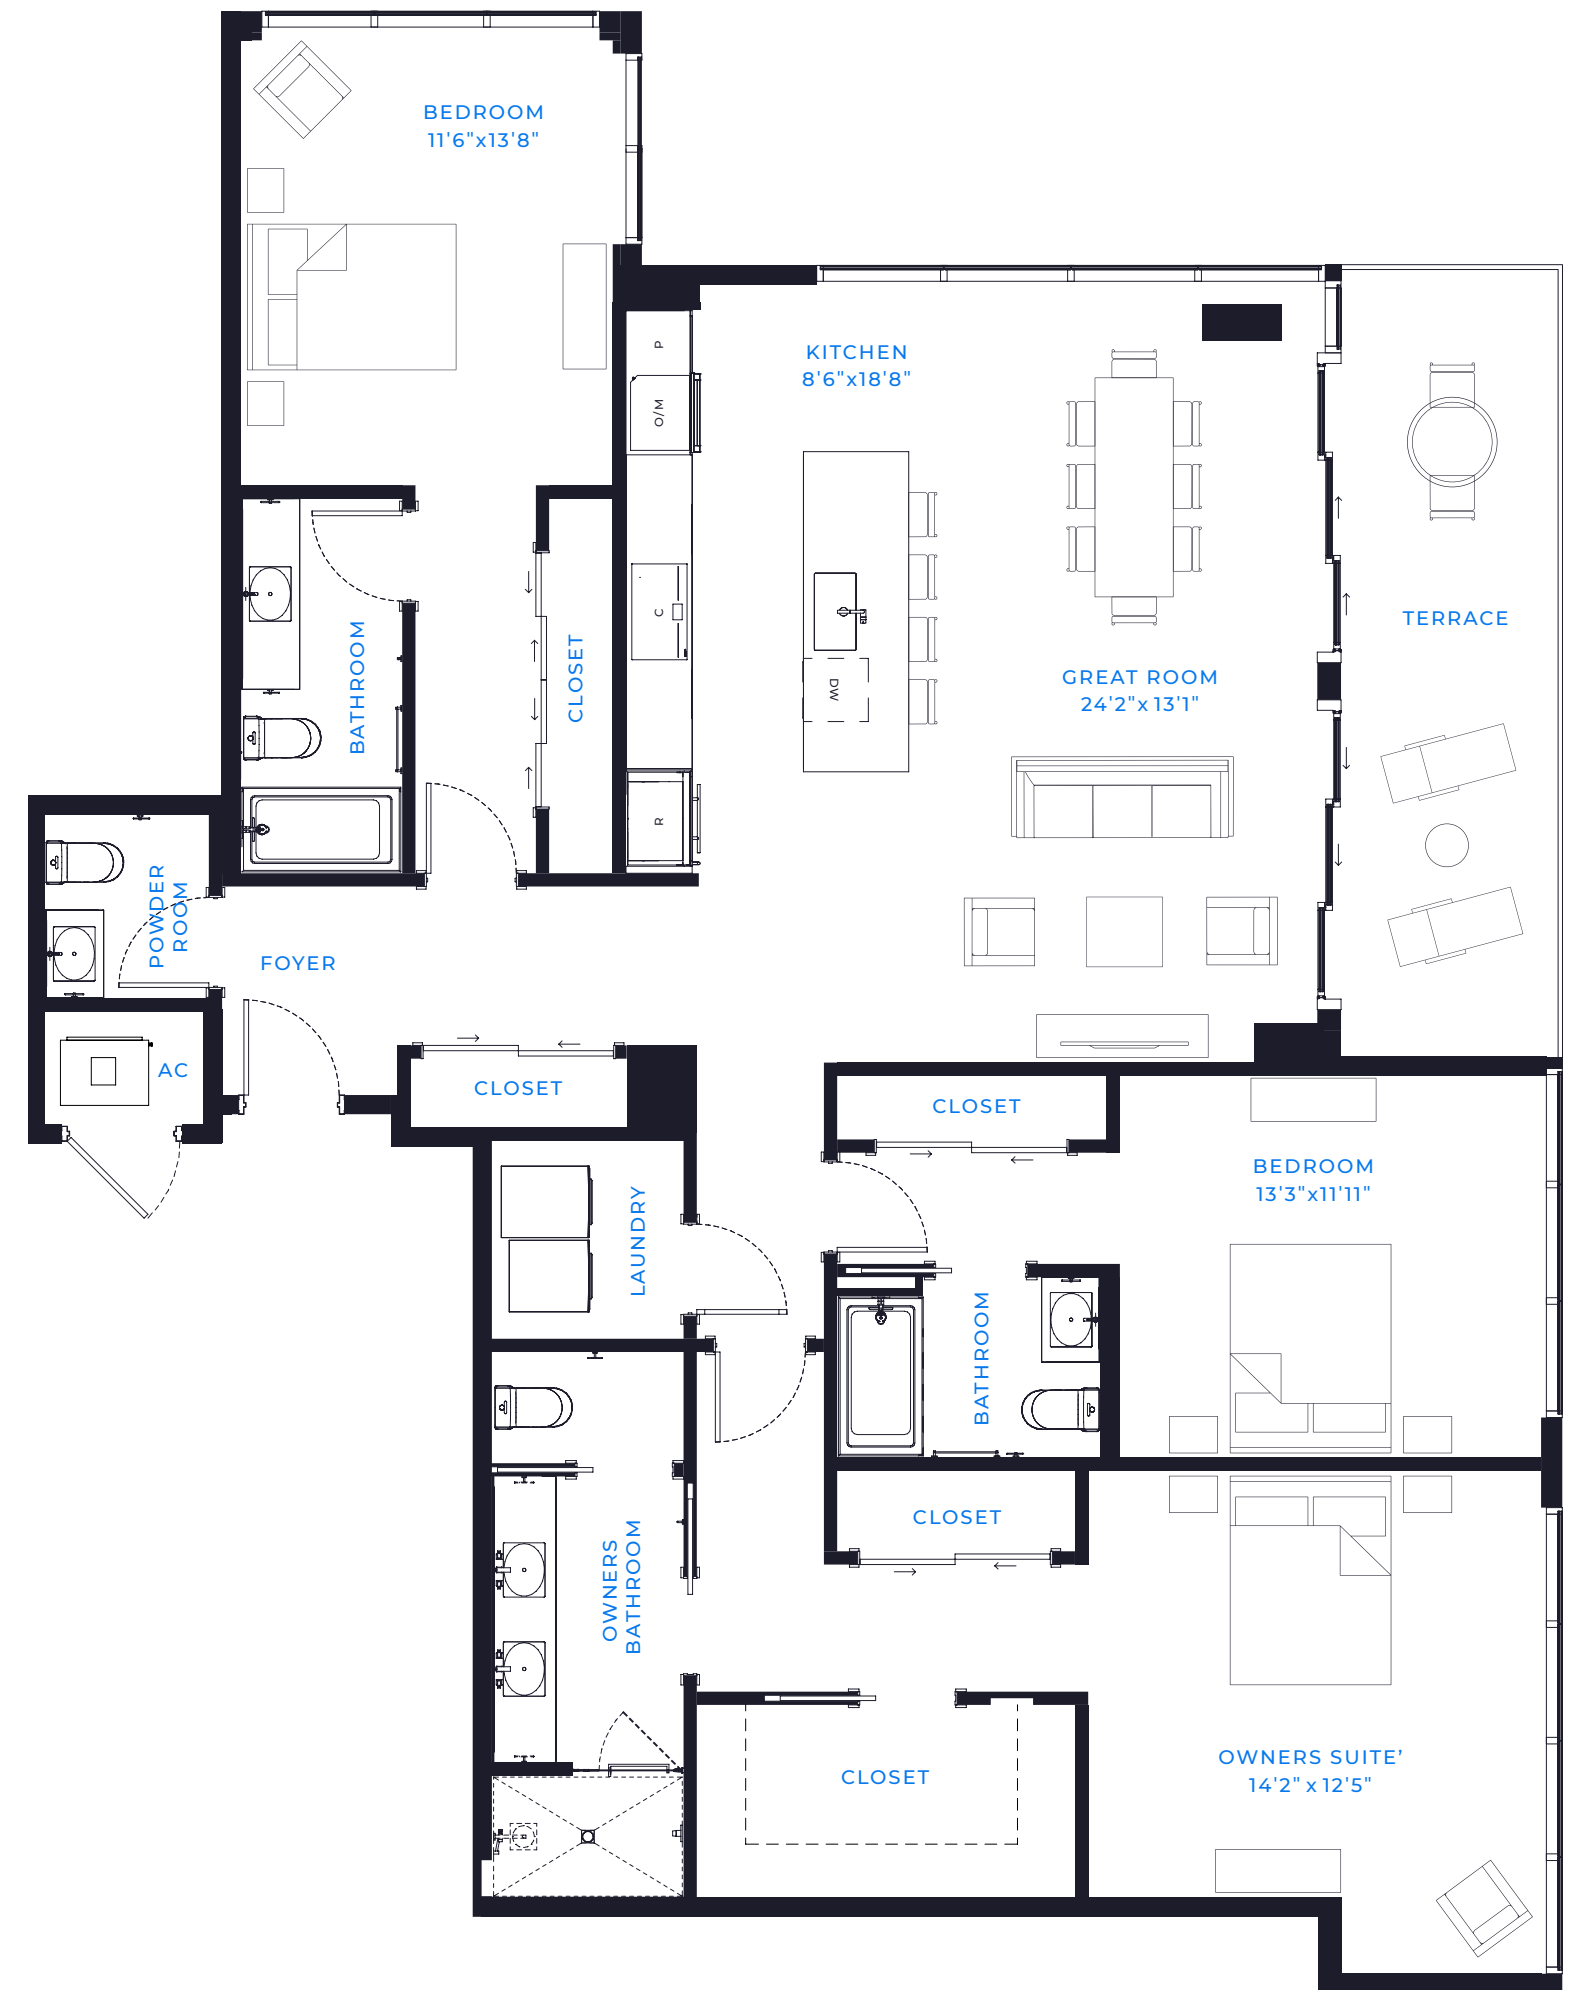 BEDROOM
11'6"x13'8"
P
KITCHEN
8'6"x18'8"
O/M
C
TERRACE
BATHROOM
CLOSET
DW
GREAT ROOM
24'2"x 13'1"
R
POWDER
ROOM
FOYER
AC
CLOSET
CLOSET
BEDROOM
13'3"x11'11"
LAUNDRY
BATHROOM
CLOSET
OWNERS
BATHROOM
CLOSET
OWNERS SUITE’
14'2" x 12'5"